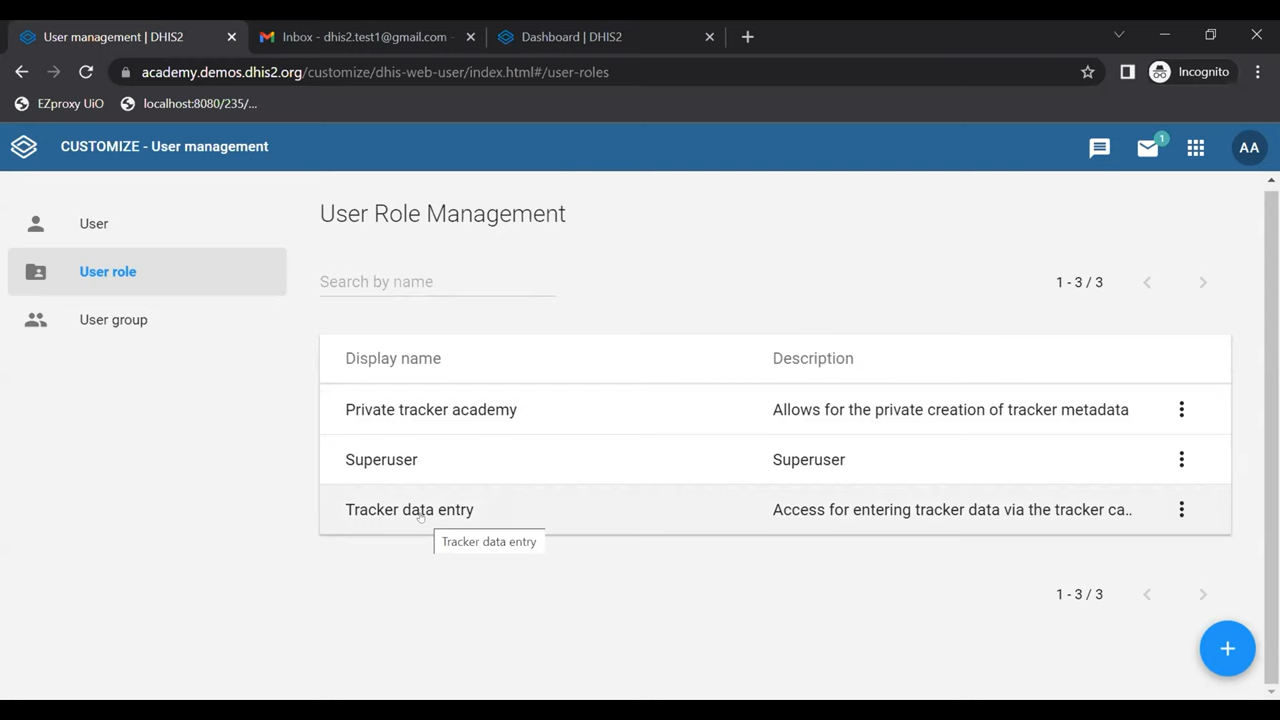 User management | DHIS2
Inbox - dhis2.test1@gmail.com -
Dashboard | DHIS2
academy.demos.dhis2.org/customize/dhis-web-user/index.html#/user-roles
Incognito
EZproxy UiO
localhost:8080/235/...
CUSTOMIZE - User management
1
AA
User
User role
User group
User Role Management
Search by name
1 - 3 / 3
Display name Description
Private tracker academy Allows for the private creation of tracker metadata
Superuser Superuser
Tracker data entry Access for entering tracker data via the tracker ca..
Tracker data entry
1 - 3 / 3